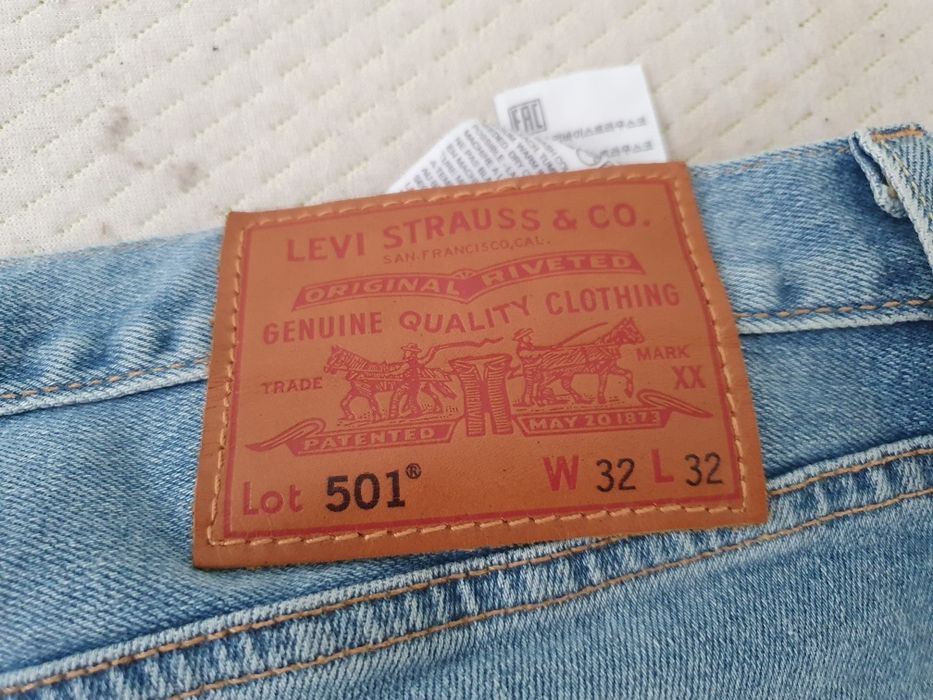 EAC
LEVI STRAUSS & CO.
SAN FRANCISCO, CAL.
ORIGINAL RIVETED
GENUINE QUALITY CLOTHING
TRADE MARK
XX
PATENTED MAY 20 1873
Lot 501® W 32 L 32